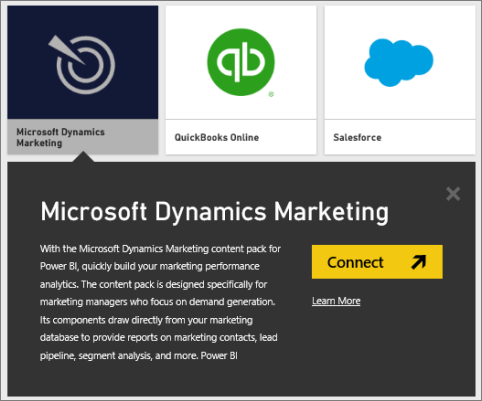 Microsoft Dynamics
Marketing
qb
®
QuickBooks Online
Salesforce
Microsoft Dynamics Marketing
With the Microsoft Dynamics Marketing content pack for
Power BI, quickly build your marketing performance
analytics. The content pack is designed specifically for
marketing managers who focus on demand generation.
Its components draw directly from your marketing
database to provide reports on marketing contacts, lead
pipeline, segment analysis, and more. Power BI
Connect
Learn More